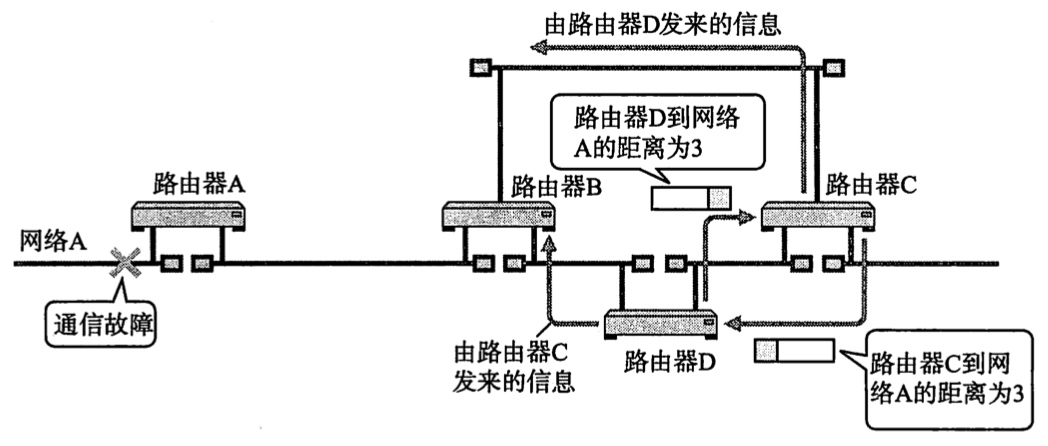 由路由器D发来的信息
路由器D到网络
A的距离为3
路由器A
路由器B
路由器C
网络A
通信故障
由路由器C
发来的信息
路由器D
路由器C到网
络A的距离为3